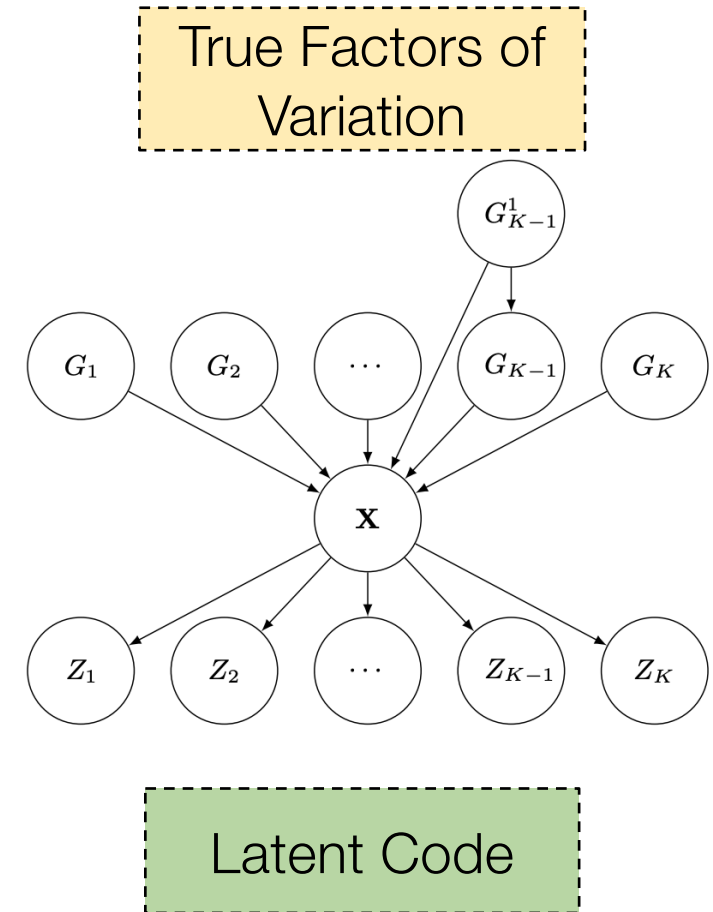 True Factors of
Variation
G^1_{K−1}
G_1 G_2 ⋯ G_{K−1} G_K
x
Z_1 Z_2 ⋯ Z_{K−1} Z_K
Latent Code